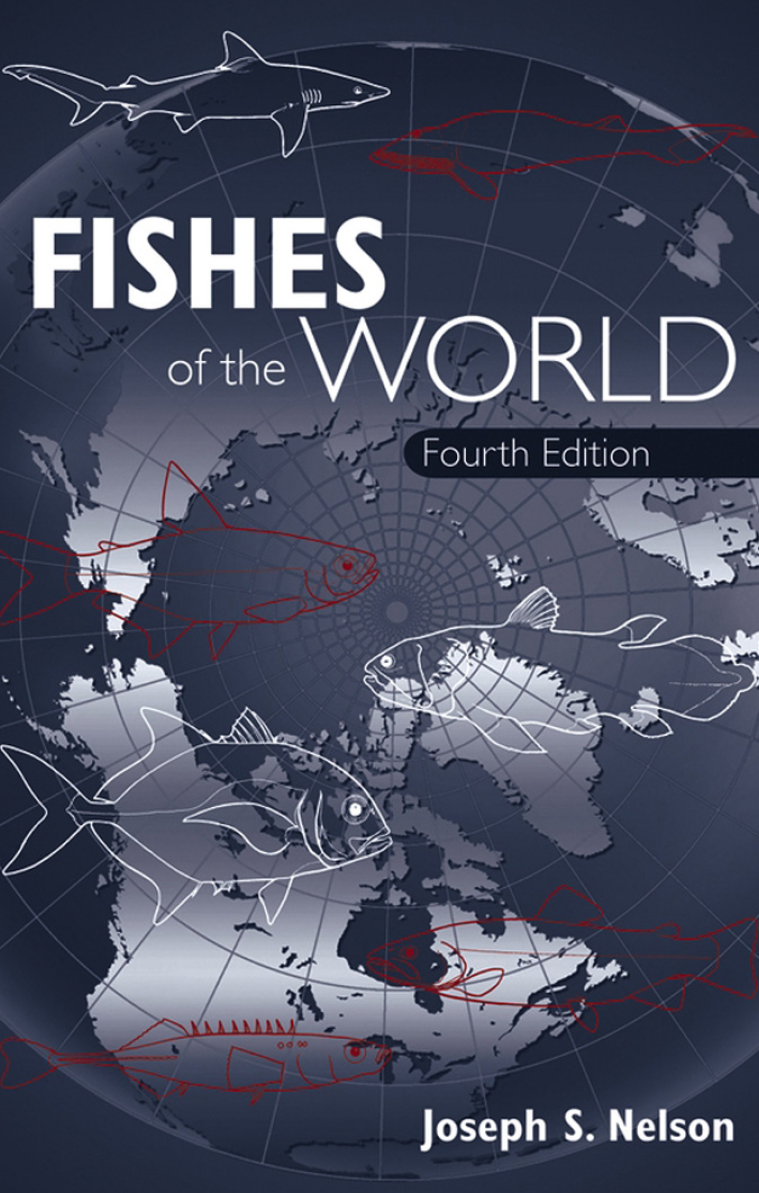 FISHES
of the WORLD
Fourth Edition
Joseph S. Nelson